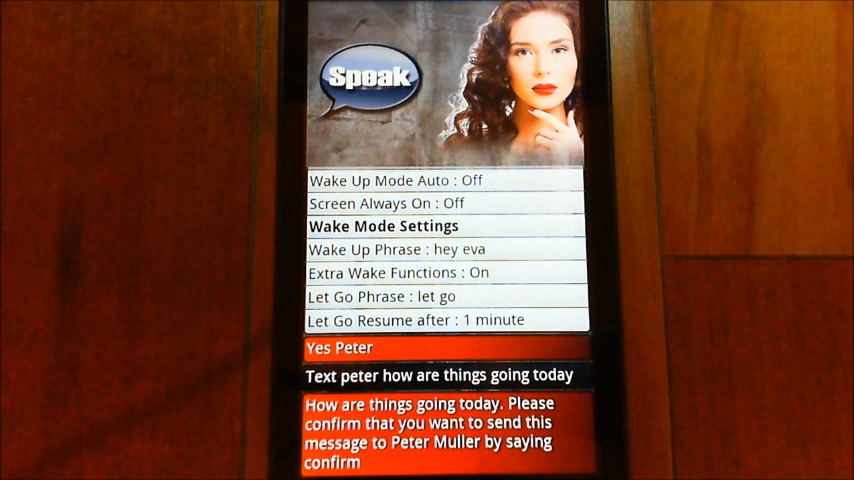 Speak
Wake Up Mode Auto : Off
Screen Always On : Off
Wake Mode Settings
Wake Up Phrase : hey eva
Extra Wake Functions : On
Let Go Phrase : let go
Let Go Resume after : 1 minute
Yes Peter
Text peter how are things going today
How are things going today. Please
confirm that you want to send this
message to Peter Muller by saying
confirm